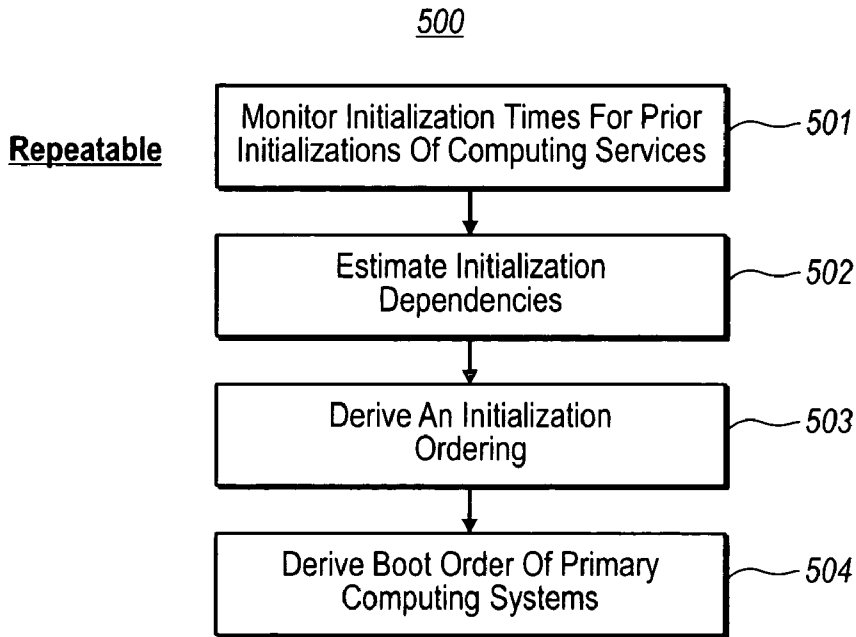 500
Repeatable
Monitor Initialization Times For Prior
Initializations Of Computing Services
501
Estimate Initialization
Dependencies
502
Derive An Initialization
Ordering
503
Derive Boot Order Of Primary
Computing Systems
504